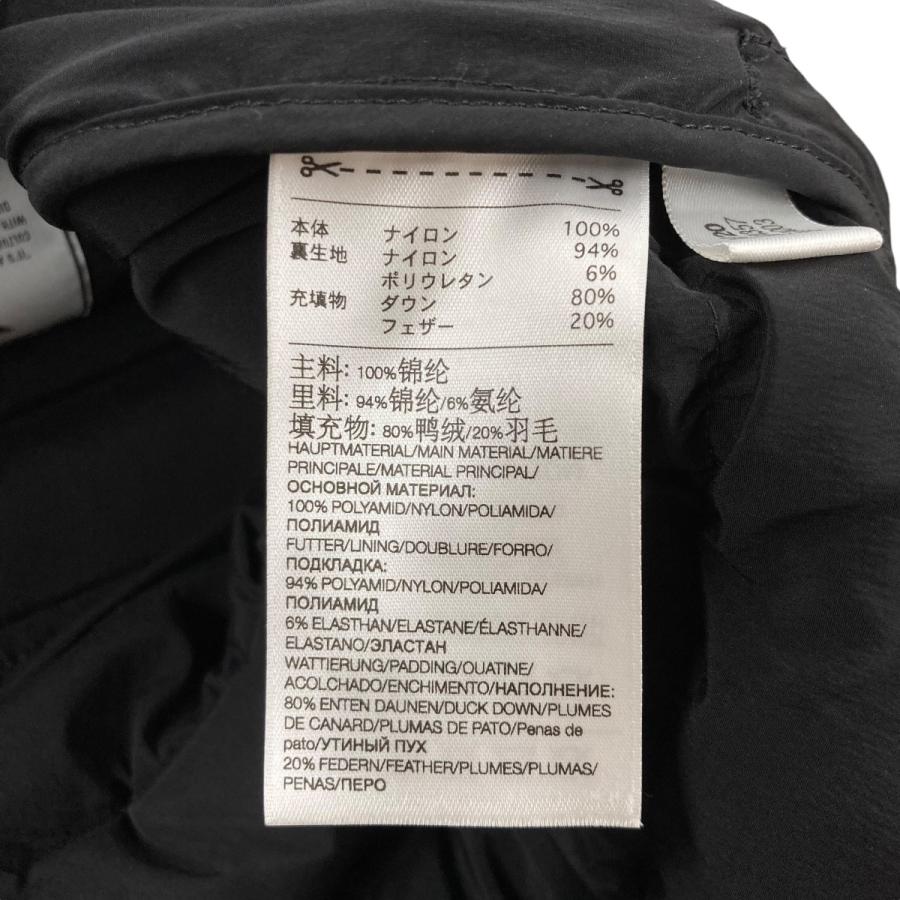 本体 ナイロン 100%
裏生地 ナイロン 94%
ポリウレタン 6%
充填物 ダウン 80%
フェザー 20%
主料: 100%锦纶
里料: 94%锦纶/6%氨纶
填充物: 80%鸭绒/20%羽毛
HAUPTMATERIAL/MAIN MATERIAL/MATIERE
PRINCIPALE/MATERIAL PRINCIPAL/
ОСНОВНОЙ МАТЕРИАЛ:
100% POLYAMID/NYLON/POLIAMIDA/
ПОЛИАМИД
FUTTER/LINING/DOUBLURE/FORRO/
ПОДКЛАДКА:
94% POLYAMID/NYLON/POLIAMIDA/
ПОЛИАМИД
6% ELASTHAN/ELASTANE/ÉLASTHANNE/
ELASTANO/ЭЛАСТАН
WATTIERUNG/PADDING/OUATINE/
ACOLCHADO/ENCHIMENTO/НАПОЛНЕНИЕ:
80% ENTEN DAUNEN/DUCK DOWN/PLUMES
DE CANARD/PLUMAS DE PATO/Penas de
pato/УТИНЫЙ ПУХ
20% FEDERN/FEATHER/PLUMES/PLUMAS/
PENAS/ПЕРО